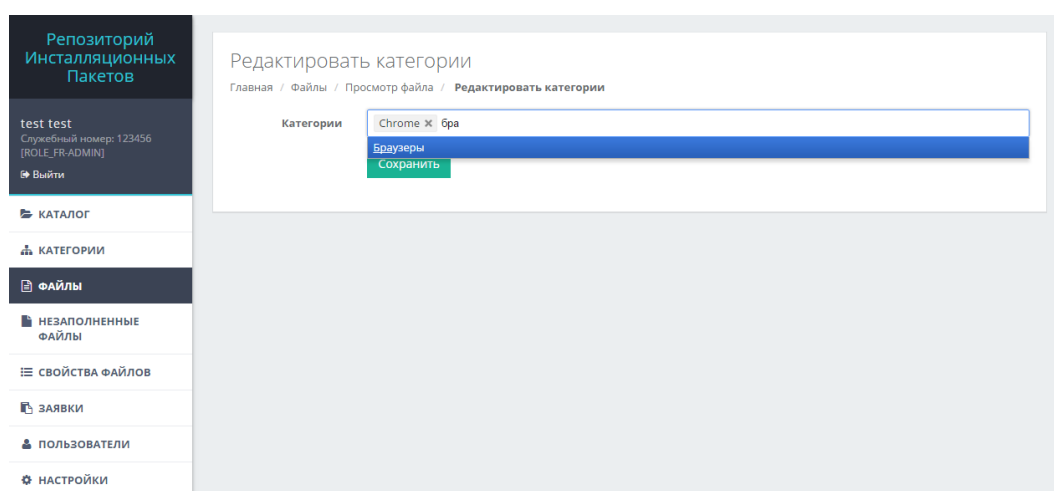 Репозиторий
Инсталляционных
Пакетов
test test
Служебный номер: 123456
[ROLE_FR-ADMIN]
Выйти
КАТАЛОГ
КАТЕГОРИИ
ФАЙЛЫ
НЕЗАПОЛНЕННЫЕ
ФАЙЛЫ
СВОЙСТВА ФАЙЛОВ
ЗАЯВКИ
ПОЛЬЗОВАТЕЛИ
НАСТРОЙКИ
Редактировать категории
Главная / Файлы / Просмотр файла / Редактировать категории
Категории Chrome × бра
Браузеры
Сохранить